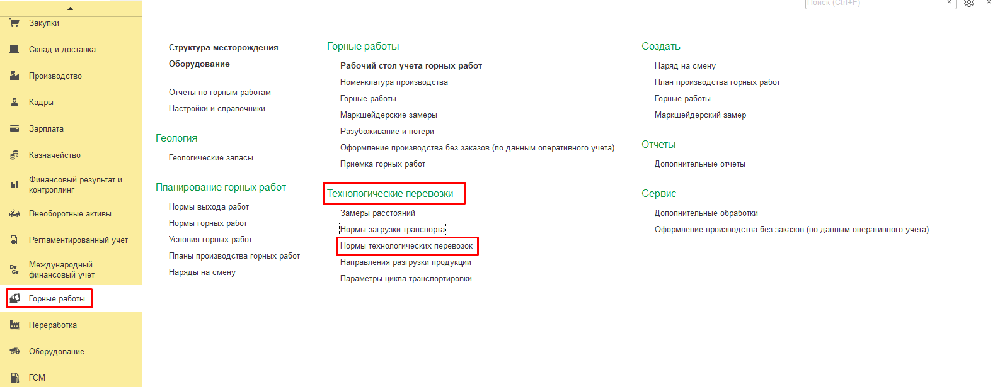 Поиск (Ctrl+F)
Закупки
Склад и доставка
Производство
Кадры
Зарплата
Казначейство
Финансовый результат и
контроллинг
Внеоборотные активы
Регламентированный учет
Международный
финансовый учет
Горные работы
Переработка
Оборудование
ГСМ
Структура месторождения
Оборудование
Отчеты по горным работам
Настройки и справочники
Геология
Геологические запасы
Планирование горных работ
Нормы выхода работ
Нормы горных работ
Условия горных работ
Планы производства горных работ
Наряды на смену
Горные работы
Рабочий стол учета горных работ
Номенклатура производства
Горные работы
Маркшейдерские замеры
Разубоживание и потери
Оформление производства без заказов (по данным оперативного учета)
Приемка горных работ
Технологические перевозки
Замеры расстояний
Нормы загрузки транспорта
Нормы технологических перевозок
Направления разгрузки продукции
Параметры цикла транспортировки
Создать
Наряд на смену
План производства горных работ
Горные работы
Маркшейдерский замер
Отчеты
Дополнительные отчеты
Сервис
Дополнительные обработки
Оформление производства без заказов (по данным оперативного учета)